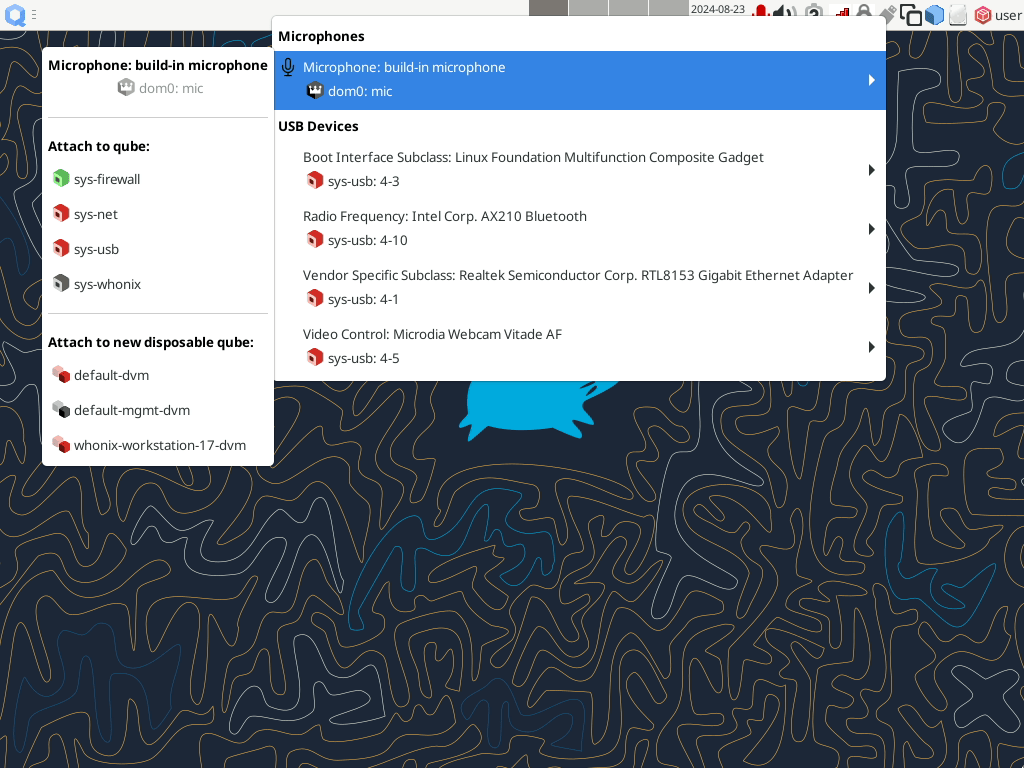 2024-08-23
user
Microphone: build-in microphone
dom0: mic
Attach to qube:
sys-firewall
sys-net
sys-usb
sys-whonix
Attach to new disposable qube:
default-dvm
default-mgmt-dvm
whonix-workstation-17-dvm
Microphones
Microphone: build-in microphone
dom0: mic
USB Devices
Boot Interface Subclass: Linux Foundation Multifunction Composite Gadget
sys-usb: 4-3
Radio Frequency: Intel Corp. AX210 Bluetooth
sys-usb: 4-10
Vendor Specific Subclass: Realtek Semiconductor Corp. RTL8153 Gigabit Ethernet Adapter
sys-usb: 4-1
Video Control: Microdia Webcam Vitade AF
sys-usb: 4-5